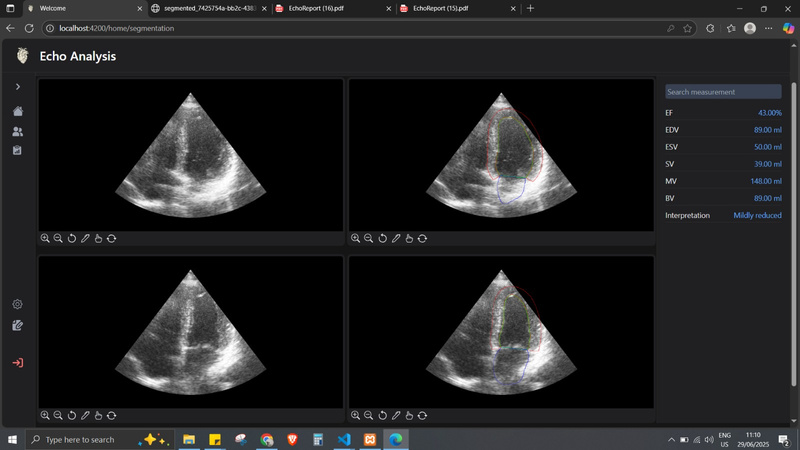 Welcome
segmented_7425754a-bb2c-4383
EchoReport (16).pdf
EchoReport (15).pdf
localhost:4200/home/segmentation
Echo Analysis
Search measurement
EF 43.00%
EDV 89.00 ml
ESV 50.00 ml
SV 39.00 ml
MV 148.00 ml
BV 89.00 ml
Interpretation Mildly reduced
Type here to search
ENG
US
11:10
29/06/2025
2